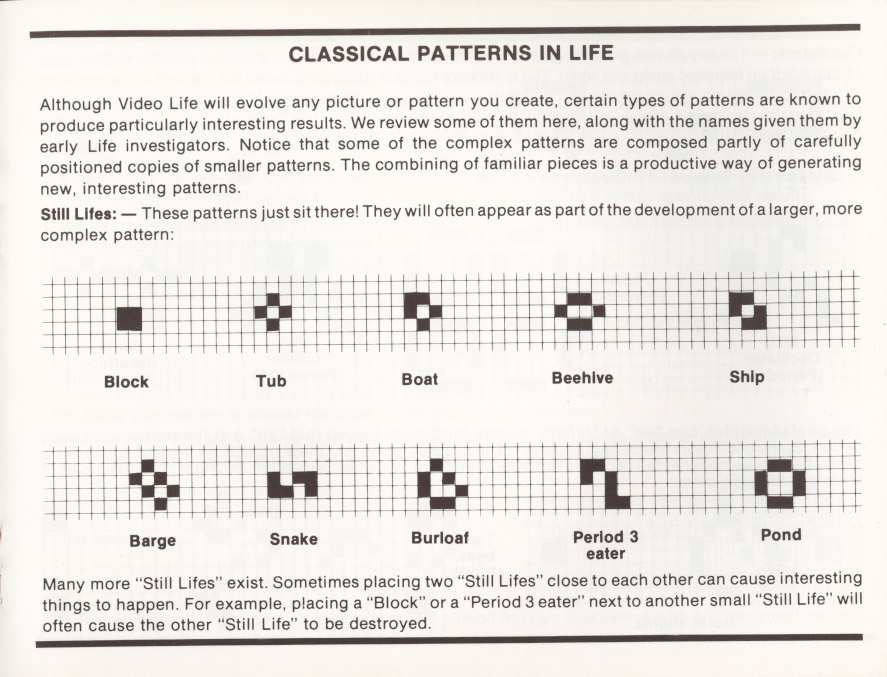 CLASSICAL PATTERNS IN LIFE
Although Video Life will evolve any picture or pattern you create, certain types of patterns are known to
produce particularly interesting results. We review some of them here, along with the names given them by
early Life investigators. Notice that some of the complex patterns are composed partly of carefully
positioned copies of smaller patterns. The combining of familiar pieces is a productive way of generating
new, interesting patterns.
Still Lifes: — These patterns just sit there! They will often appear as part of the development of a larger, more
complex pattern:
Block Tub Boat Beehive Ship
Barge Snake Burloaf Period 3 Pond
eater
Many more "Still Lifes" exist. Sometimes placing two "Still Lifes" close to each other can cause interesting
things to happen. For example, placing a "Block" or a "Period 3 eater" next to another small "Still Life" will
often cause the other "Still Life" to be destroyed.